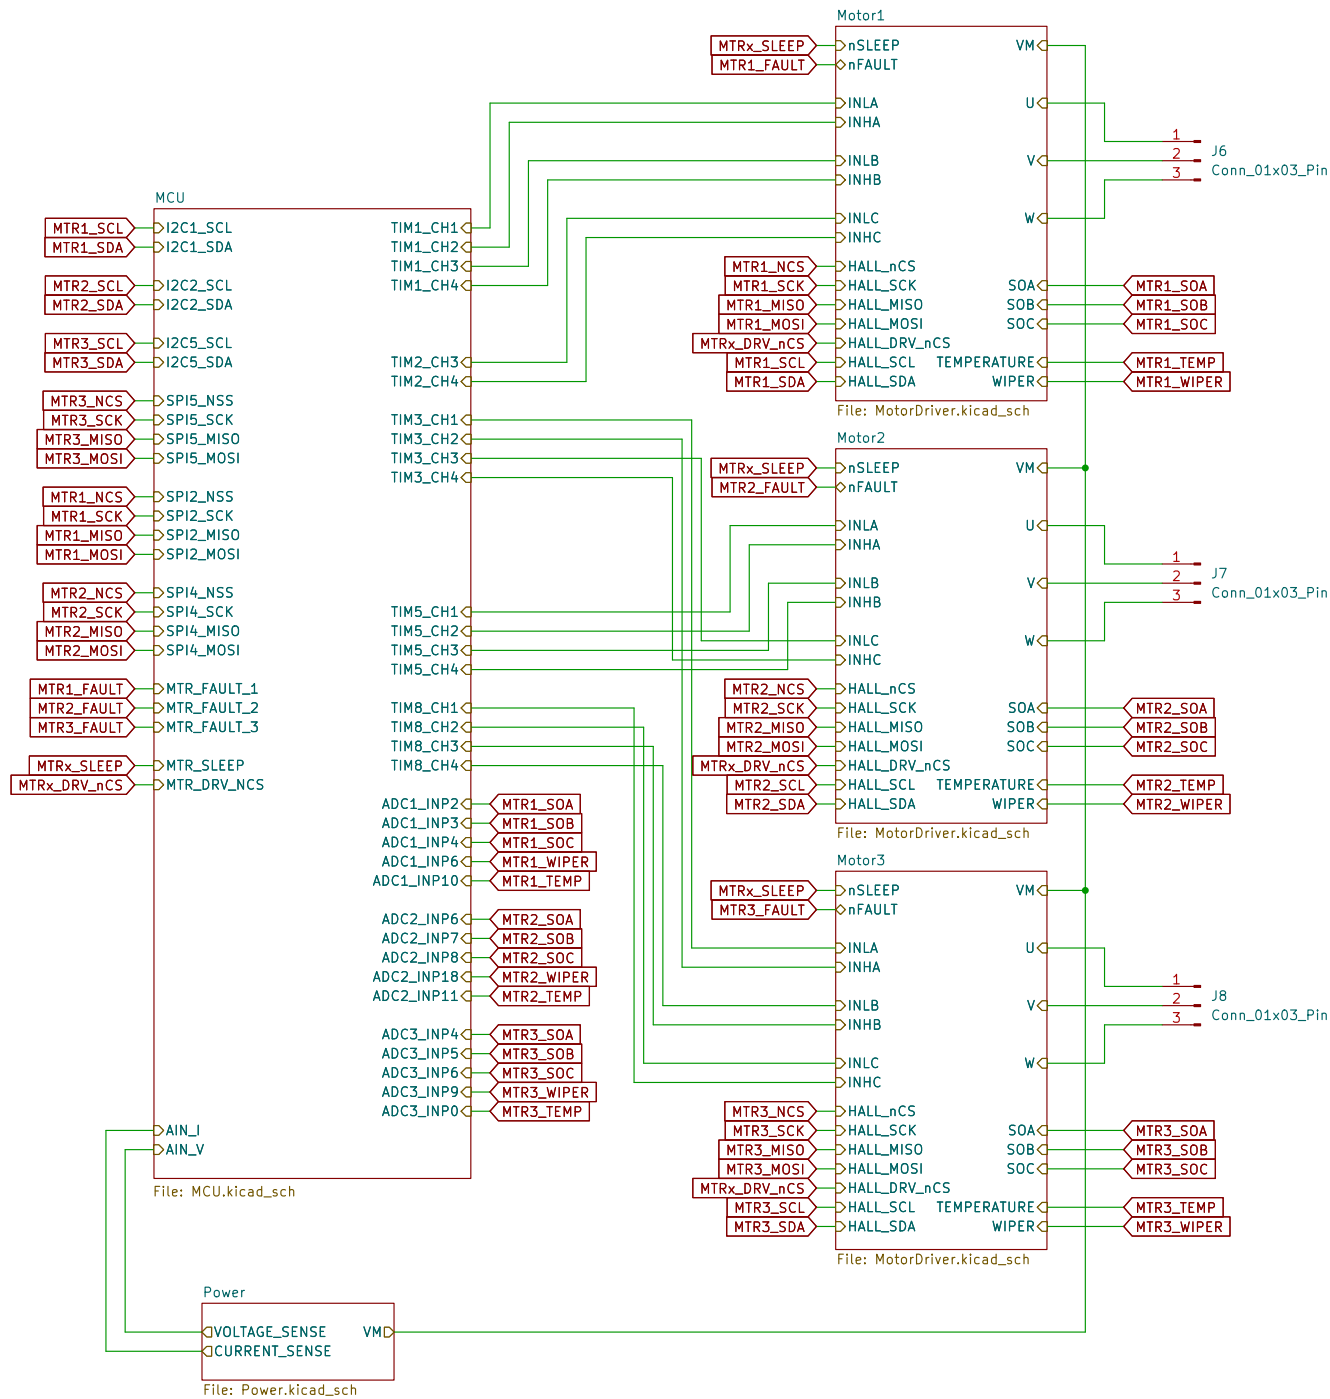 Motor1
MTRx_SLEEP nSLEEP VM
MTR1_FAULT nFAULT
INLA U
INHA
1
J6
INLB V 2
Conn_01x03_Pin
INHB 3
MCU
INLC W
MTR1_SCL I2C1_SCL TIM1_CH1
INHC
MTR1_SDA I2C1_SDA TIM1_CH2
TIM1_CH3 MTR1_NCS HALL_nCS
MTR2_SCL I2C2_SCL TIM1_CH4 MTR1_SCK HALL_SCK SOA MTR1_SOA
MTR2_SDA I2C2_SDA MTR1_MISO HALL_MISO SOB MTR1_SOB
MTR1_MOSI HALL_MOSI SOC MTR1_SOC
MTR3_SCL I2C5_SCL MTRx_DRV_nCS HALL_DRV_nCS
MTR3_SDA I2C5_SDA TIM2_CH3 MTR1_SCL HALL_SCL TEMPERATURE MTR1_TEMP
TIM2_CH4 MTR1_SDA HALL_SDA WIPER MTR1_WIPER
MTR3_NCS SPI5_NSS
File: MotorDriver.kicad_sch
MTR3_SCK SPI5_SCK TIM3_CH1
MTR3_MISO SPI5_MISO TIM3_CH2 Motor2
MTR3_MOSI SPI5_MOSI TIM3_CH3
MTRx_SLEEP nSLEEP VM
TIM3_CH4
MTR2_FAULT nFAULT
MTR1_NCS SPI2_NSS
MTR1_SCK SPI2_SCK
INLA U
MTR1_MISO SPI2_MISO
INHA
MTR1_MOSI SPI2_MOSI
1
J7
INLB V 2
MTR2_NCS SPI4_NSS Conn_01x03_Pin
INHB 3
MTR2_SCK SPI4_SCK TIM5_CH1
MTR2_MISO SPI4_MISO TIM5_CH2
INLC W
MTR2_MOSI SPI4_MOSI TIM5_CH3
INHC
TIM5_CH4
MTR1_FAULT MTR_FAULT_1 MTR2_NCS HALL_nCS
MTR2_FAULT MTR_FAULT_2 TIM8_CH1 MTR2_SCK HALL_SCK SOA MTR2_SOA
MTR3_FAULT MTR_FAULT_3 TIM8_CH2 MTR2_MISO HALL_MISO SOB MTR2_SOB
TIM8_CH3 MTR2_MOSI HALL_MOSI SOC MTR2_SOC
MTRx_SLEEP MTR_SLEEP TIM8_CH4 MTRx_DRV_nCS HALL_DRV_nCS
MTRx_DRV_nCS MTR_DRV_NCS MTR2_SCL HALL_SCL TEMPERATURE MTR2_TEMP
ADC1_INP2 MTR1_SOA MTR2_SDA HALL_SDA WIPER MTR2_WIPER
ADC1_INP3 MTR1_SOB
File: MotorDriver.kicad_sch
ADC1_INP4 MTR1_SOC
ADC1_INP6 MTR1_WIPER Motor3
ADC1_INP10 MTR1_TEMP
MTRx_SLEEP nSLEEP VM
MTR3_FAULT nFAULT
ADC2_INP6 MTR2_SOA
ADC2_INP7 MTR2_SOB
INLA U
ADC2_INP8 MTR2_SOC
INHA
ADC2_INP18 MTR2_WIPER
1
ADC2_INP11 MTR2_TEMP J8
INLB V 2
Conn_01x03_Pin
INHB 3
ADC3_INP4 MTR3_SOA
ADC3_INP5 MTR3_SOB
INLC W
ADC3_INP6 MTR3_SOC
INHC
ADC3_INP9 MTR3_WIPER
ADC3_INP0 MTR3_TEMP MTR3_NCS HALL_nCS
AIN_I MTR3_SCK HALL_SCK SOA MTR3_SOA
AIN_V MTR3_MISO HALL_MISO SOB MTR3_SOB
MTR3_MOSI HALL_MOSI SOC MTR3_SOC
File: MCU.kicad_sch MTRx_DRV_nCS HALL_DRV_nCS
MTR3_SCL HALL_SCL TEMPERATURE MTR3_TEMP
MTR3_SDA HALL_SDA WIPER MTR3_WIPER
File: MotorDriver.kicad_sch
Power
VOLTAGE_SENSE VM
CURRENT_SENSE
File: Power.kicad_sch